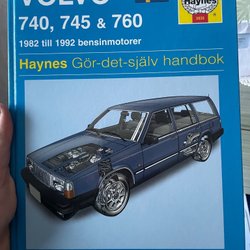 VOLVO
740, 745 & 760
1982 till 1992 bensinmotorer
Haynes
Haynes Gör-det-själv handbok